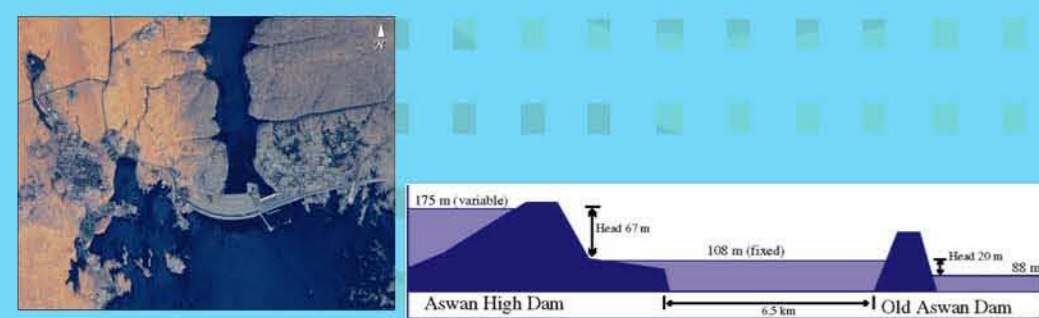 N
175 m (variable)
Head 67 m
108 m (fixed)
Head 20 m
88 m
Aswan High Dam
6.5 km
Old Aswan Dam